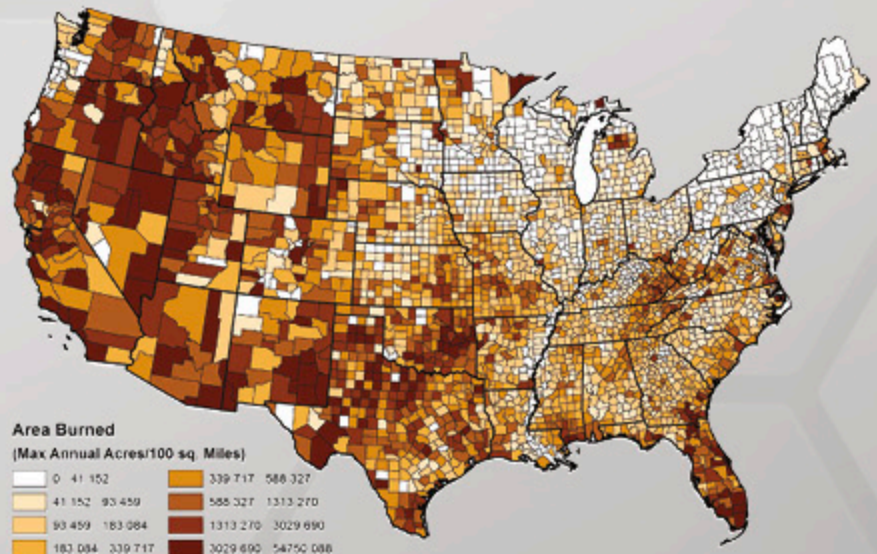 Area Burned
(Max Annual Acres/100 sq. Miles)
0 41 152
41 152 93 459
93 459 183 084
183 084 339 717
339 717 588 327
588 327 1313 270
1313 270 3029 690
3029 690 54750 088